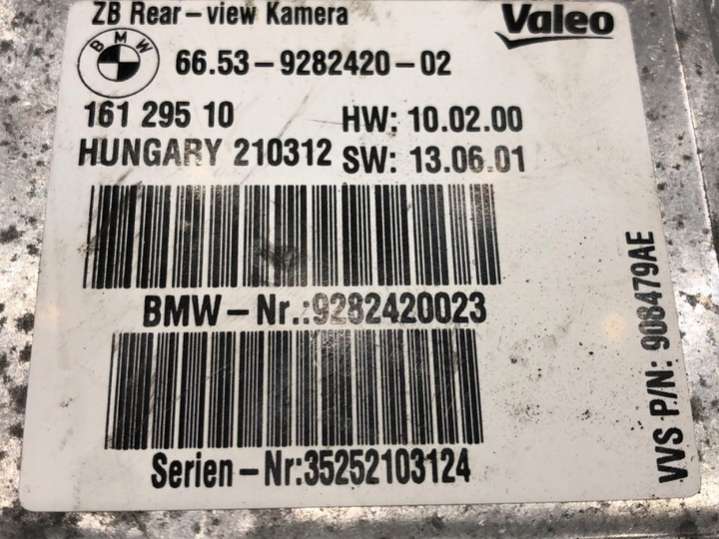 ZB Rear-view Kamera
Valeo
BMW
66.53-9282420-02
161 295 10
HW: 10.02.00
HUNGARY 210312
SW: 13.06.01
BMW-Nr.:9282420023
Serien-Nr:35252103124
VVS P/N: 908479AE